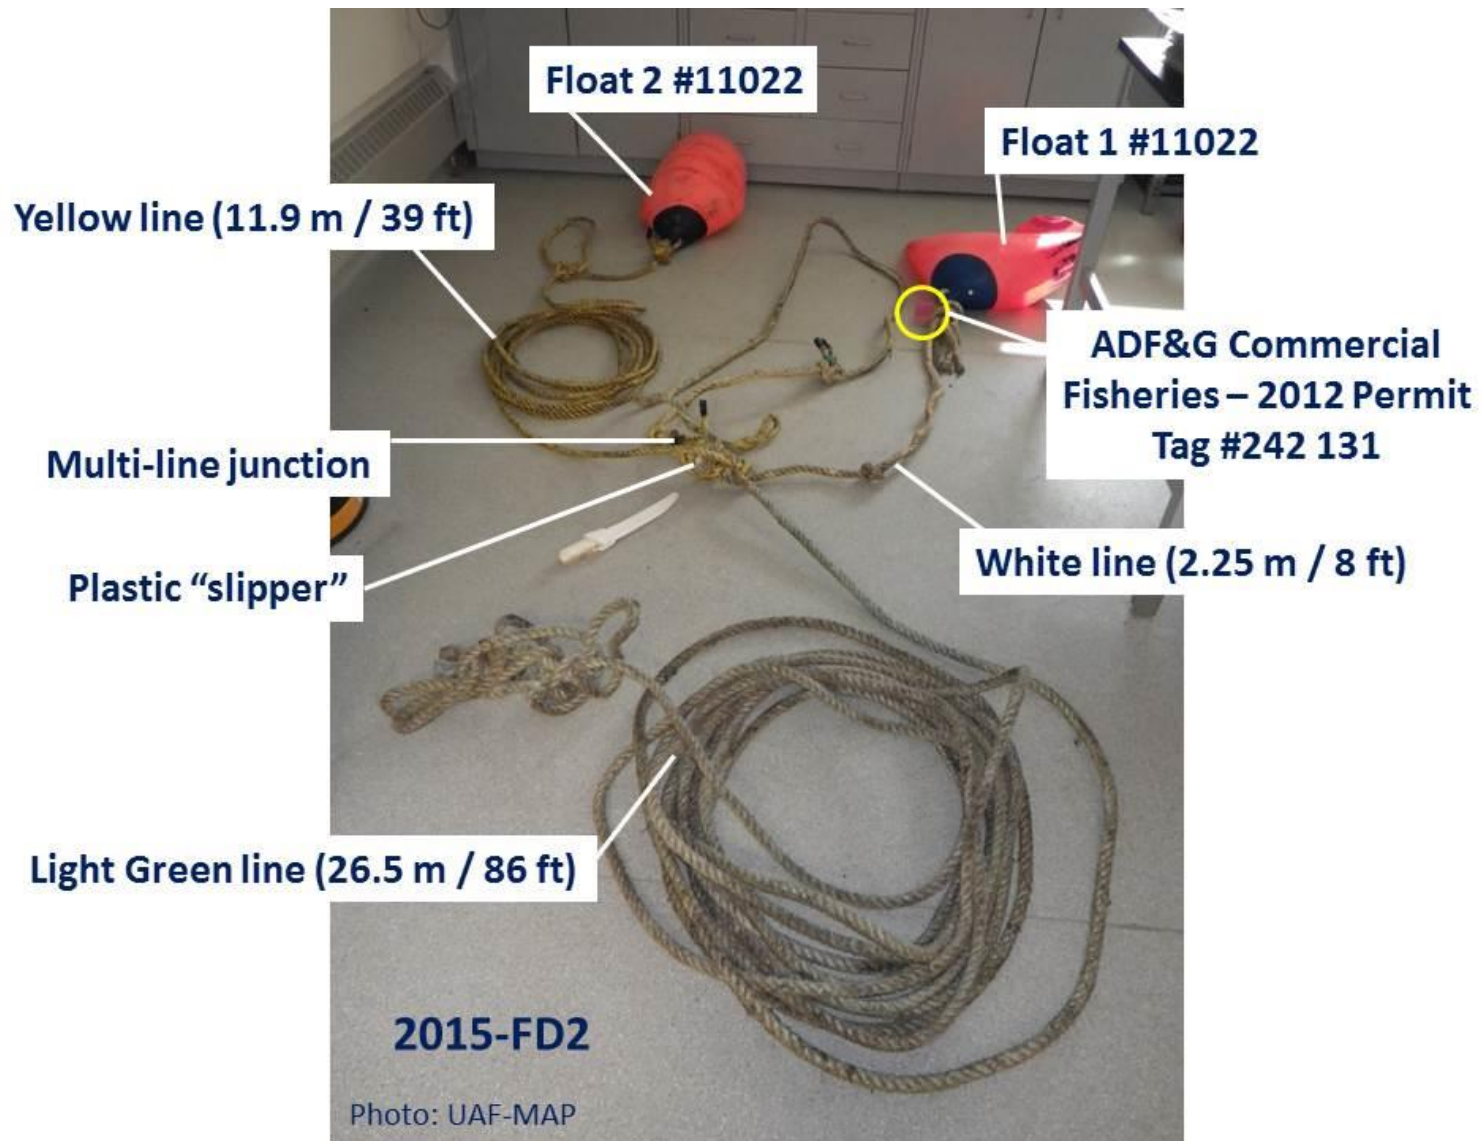 Float 2 #11022
Float 1 #11022
Yellow line (11.9 m / 39 ft)
ADF&G Commercial
Fisheries – 2012 Permit
Tag #242 131
Multi-line junction
White line (2.25 m / 8 ft)
Plastic “slipper”
Light Green line (26.5 m / 86 ft)
2015-FD2
Photo: UAF-MAP